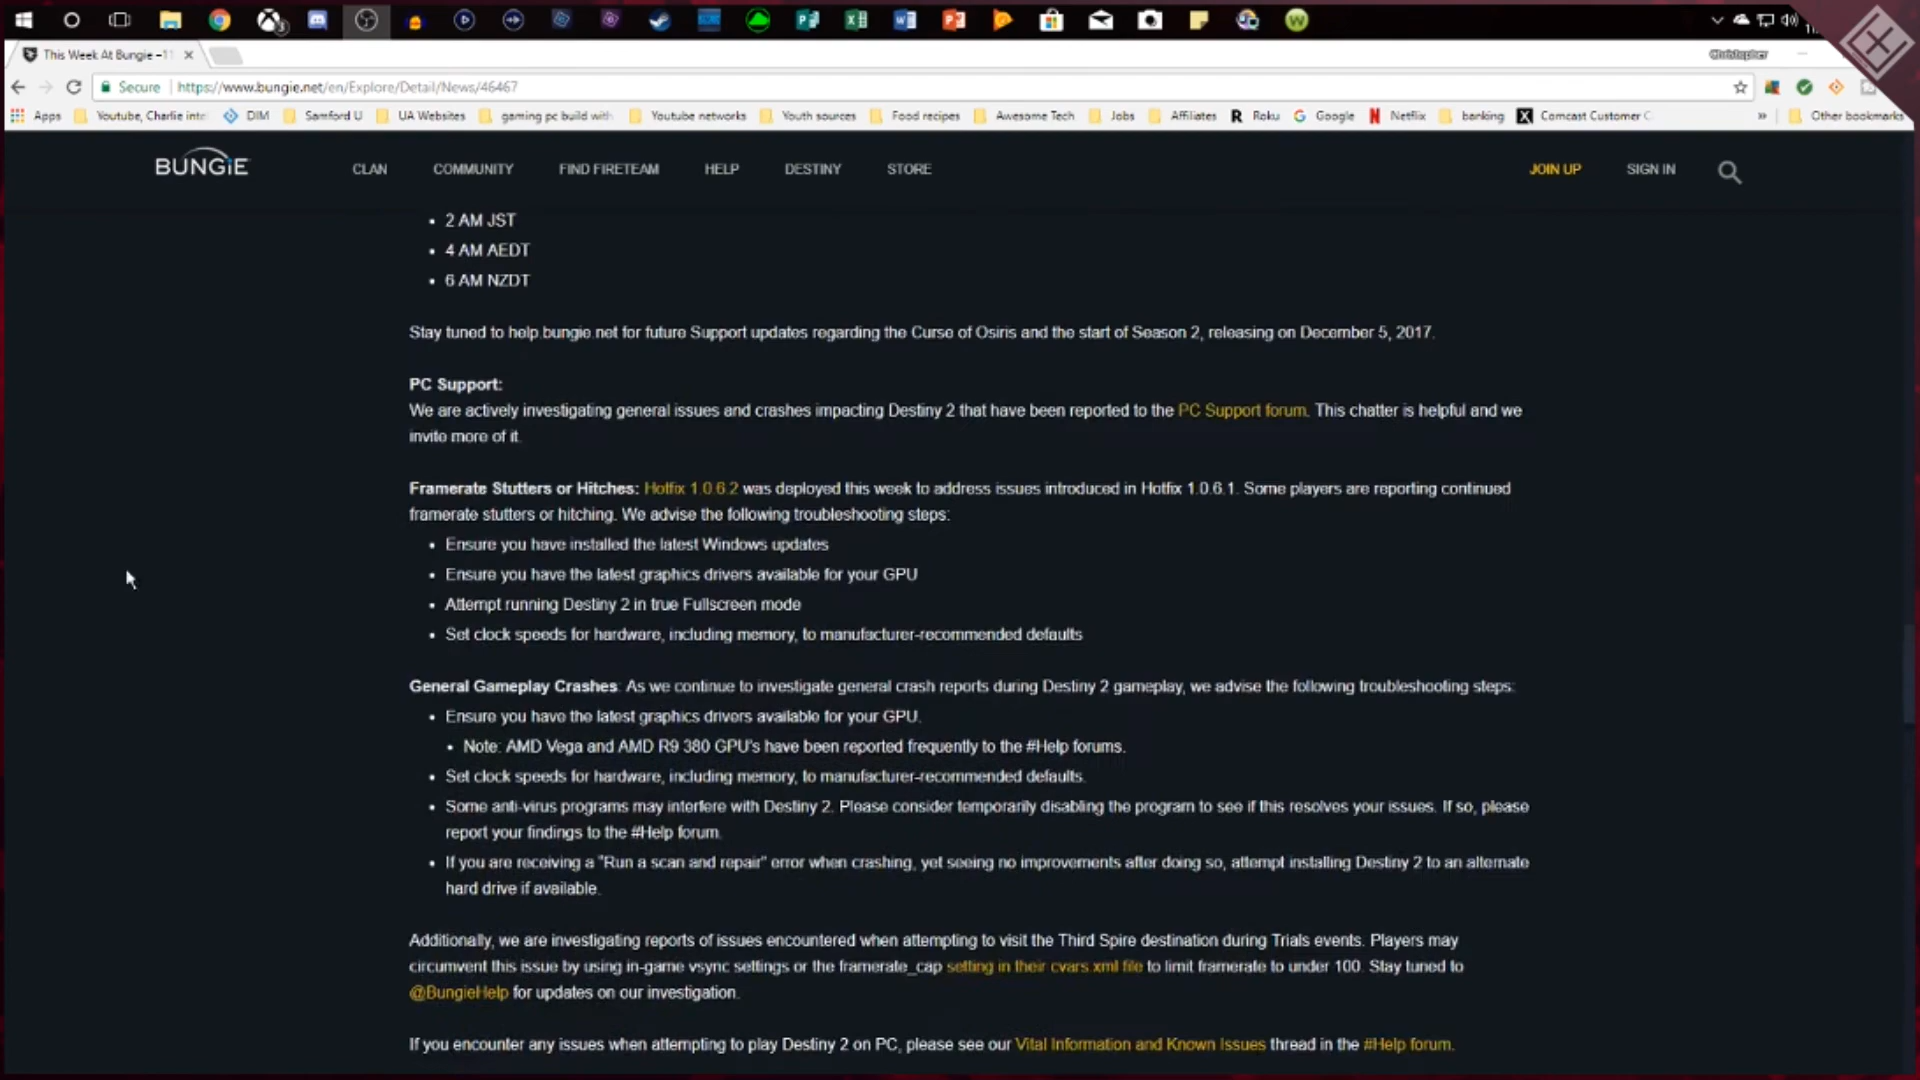 This Week At Bungie – 1
Christopher
Secure
https://www.bungie.net/en/Explore/Detail/News/46467
Apps
Youtube, Charlie inte
DIM
Samford U
UA Websites
gaming pc build with
Youtube networks
Youth sources
Food recipes
Awesome Tech
Jobs
Affiliates
Roku
Google
Netflix
banking
Comcast Customer C
»
Other bookmarks
BUNGiE
CLAN
COMMUNITY
FIND FIRETEAM
HELP
DESTINY
STORE
JOIN UP
SIGN IN
• 2 AM JST
• 4 AM AEDT
• 6 AM NZDT
Stay tuned to help.bungie.net for future Support updates regarding the Curse of Osiris and the start of Season 2, releasing on December 5, 2017.
PC Support:
We are actively investigating general issues and crashes impacting Destiny 2 that have been reported to the PC Support forum. This chatter is helpful and we
invite more of it.
Framerate Stutters or Hitches: Hotfix 1.0.6.2 was deployed this week to address issues introduced in Hotfix 1.0.6.1. Some players are reporting continued
framerate stutters or hitching. We advise the following troubleshooting steps:
• Ensure you have installed the latest Windows updates
• Ensure you have the latest graphics drivers available for your GPU
• Attempt running Destiny 2 in true Fullscreen mode
• Set clock speeds for hardware, including memory, to manufacturer-recommended defaults
General Gameplay Crashes: As we continue to investigate general crash reports during Destiny 2 gameplay, we advise the following troubleshooting steps:
• Ensure you have the latest graphics drivers available for your GPU.
• Note: AMD Vega and AMD R9 380 GPU's have been reported frequently to the #Help forums.
• Set clock speeds for hardware, including memory, to manufacturer-recommended defaults.
• Some anti-virus programs may interfere with Destiny 2. Please consider temporarily disabling the program to see if this resolves your issues. If so, please
report your findings to the #Help forum.
• If you are receiving a "Run a scan and repair" error when crashing, yet seeing no improvements after doing so, attempt installing Destiny 2 to an alternate
hard drive if available.
Additionally, we are investigating reports of issues encountered when attempting to visit the Third Spire destination during Trials events. Players may
circumvent this issue by using in-game vsync settings or the framerate_cap setting in their cvars.xml file to limit framerate to under 100. Stay tuned to
@BungieHelp for updates on our investigation.
If you encounter any issues when attempting to play Destiny 2 on PC, please see our Vital Information and Known Issues thread in the #Help forum.